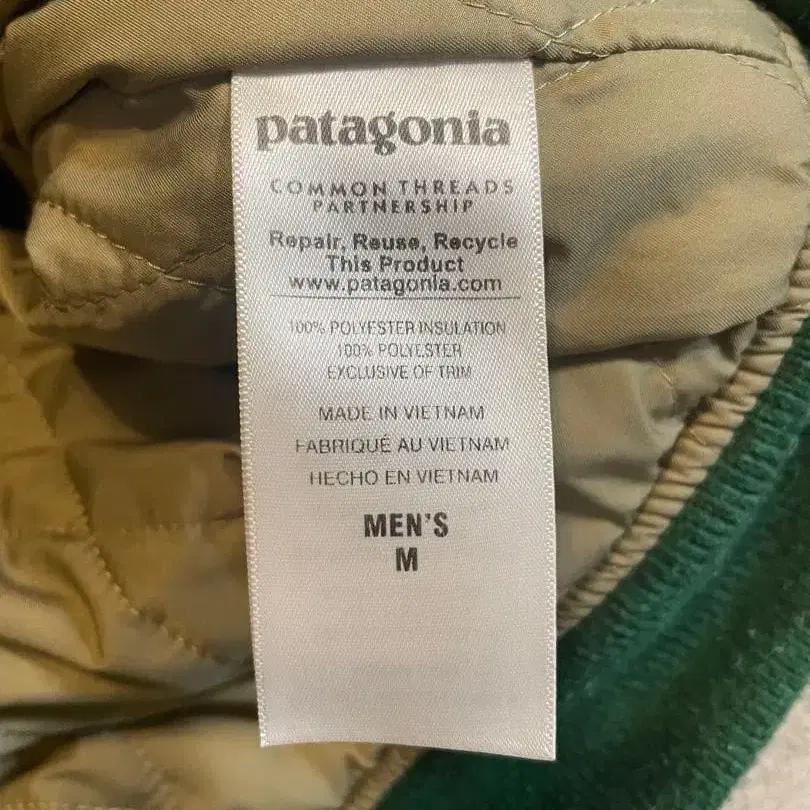 patagonia
COMMON THREADS
PARTNERSHIP
Repair, Reuse, Recycle
This Product
www.patagonia.com
100% POLYESTER INSULATION
100% POLYESTER
EXCLUSIVE OF TRIM
MADE IN VIETNAM
FABRIQUÉ AU VIETNAM
HECHO EN VIETNAM
MEN'S
M